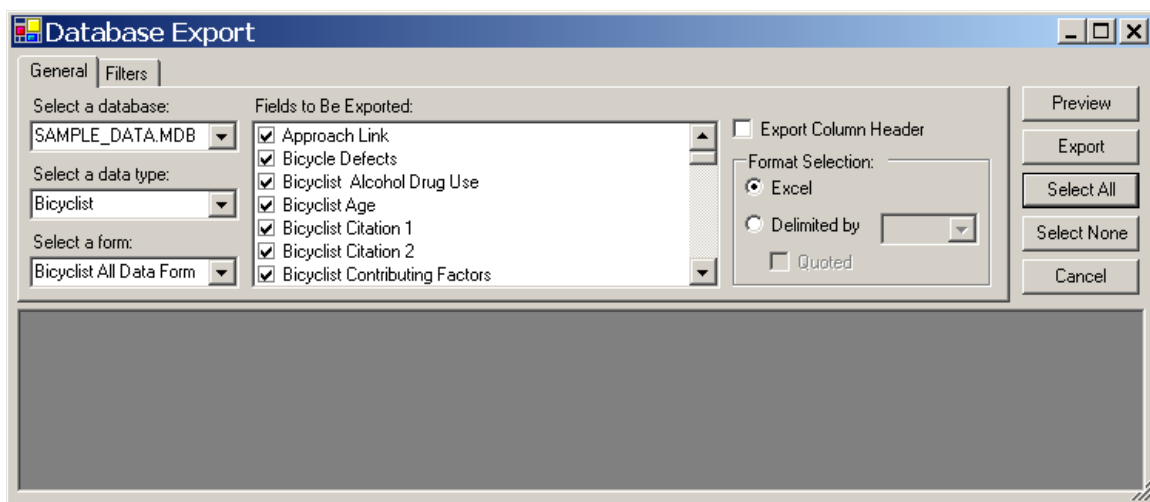 Database Export
General
Filters
Select a database:
SAMPLE_DATA.MDB
Select a data type:
Bicyclist
Select a form:
Bicyclist All Data Form
Fields to Be Exported:
Approach Link
Bicycle Defects
Bicyclist  Alcohol Drug Use
Bicyclist Age
Bicyclist Citation 1
Bicyclist Citation 2
Bicyclist Contributing Factors
Export Column Header
Format Selection:
Excel
Delimited by
Quoted
Preview
Export
Select All
Select None
Cancel